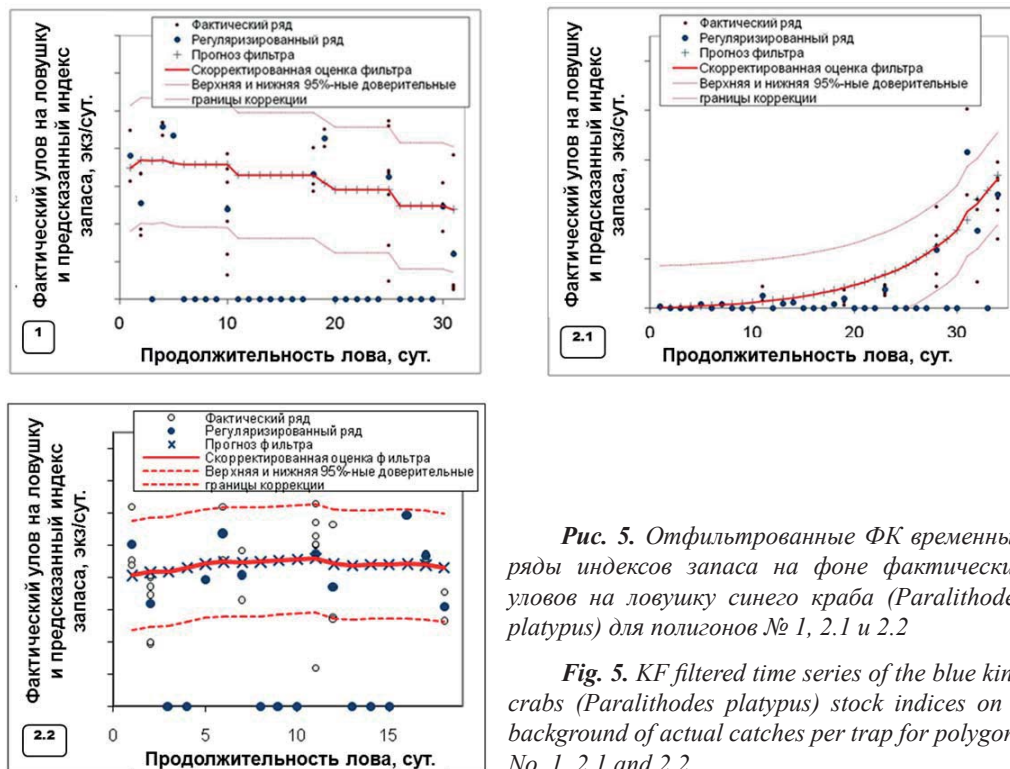 Фактический улов на ловушку
и предсказанный индекс
запаса, экз/сут.
Фактический ряд
Регуляризированный ряд
Прогноз фильтра
Скорректированная оценка фильтра
Верхняя и нижняя 95%-ные доверительные
границы коррекции
1
0 10 20 30
Продолжительность лова, сут.
Фактический улов на ловушку
и предсказанный индекс
запаса, экз/сут.
Фактический ряд
Регуляризированный ряд
Прогноз фильтра
Скорректированная оценка фильтра
Верхняя и нижняя 95%-ные доверительные
границы коррекции
2.1
0 10 20 30
Продолжительность лова, сут.
Фактический улов на ловушку
и предсказанный индекс
запаса, экз/сут.
Фактический ряд
Регуляризированный ряд
Прогноз фильтра
Скорректированная оценка фильтра
Верхняя и нижняя 95%-ные доверительные
границы коррекции
2.2
0 5 10 15
Продолжительность лова, сут.
Рис. 5. Отфильтрованные ФК временны
ряды индексов запаса на фоне фактически
уловов на ловушку синего краба (Paralithode
platypus) для полигонов № 1, 2.1 и 2.2
Fig. 5. KF filtered time series of the blue kin
crabs (Paralithodes platypus) stock indices on
background of actual catches per trap for polygon
No. 1, 2.1 and 2.2